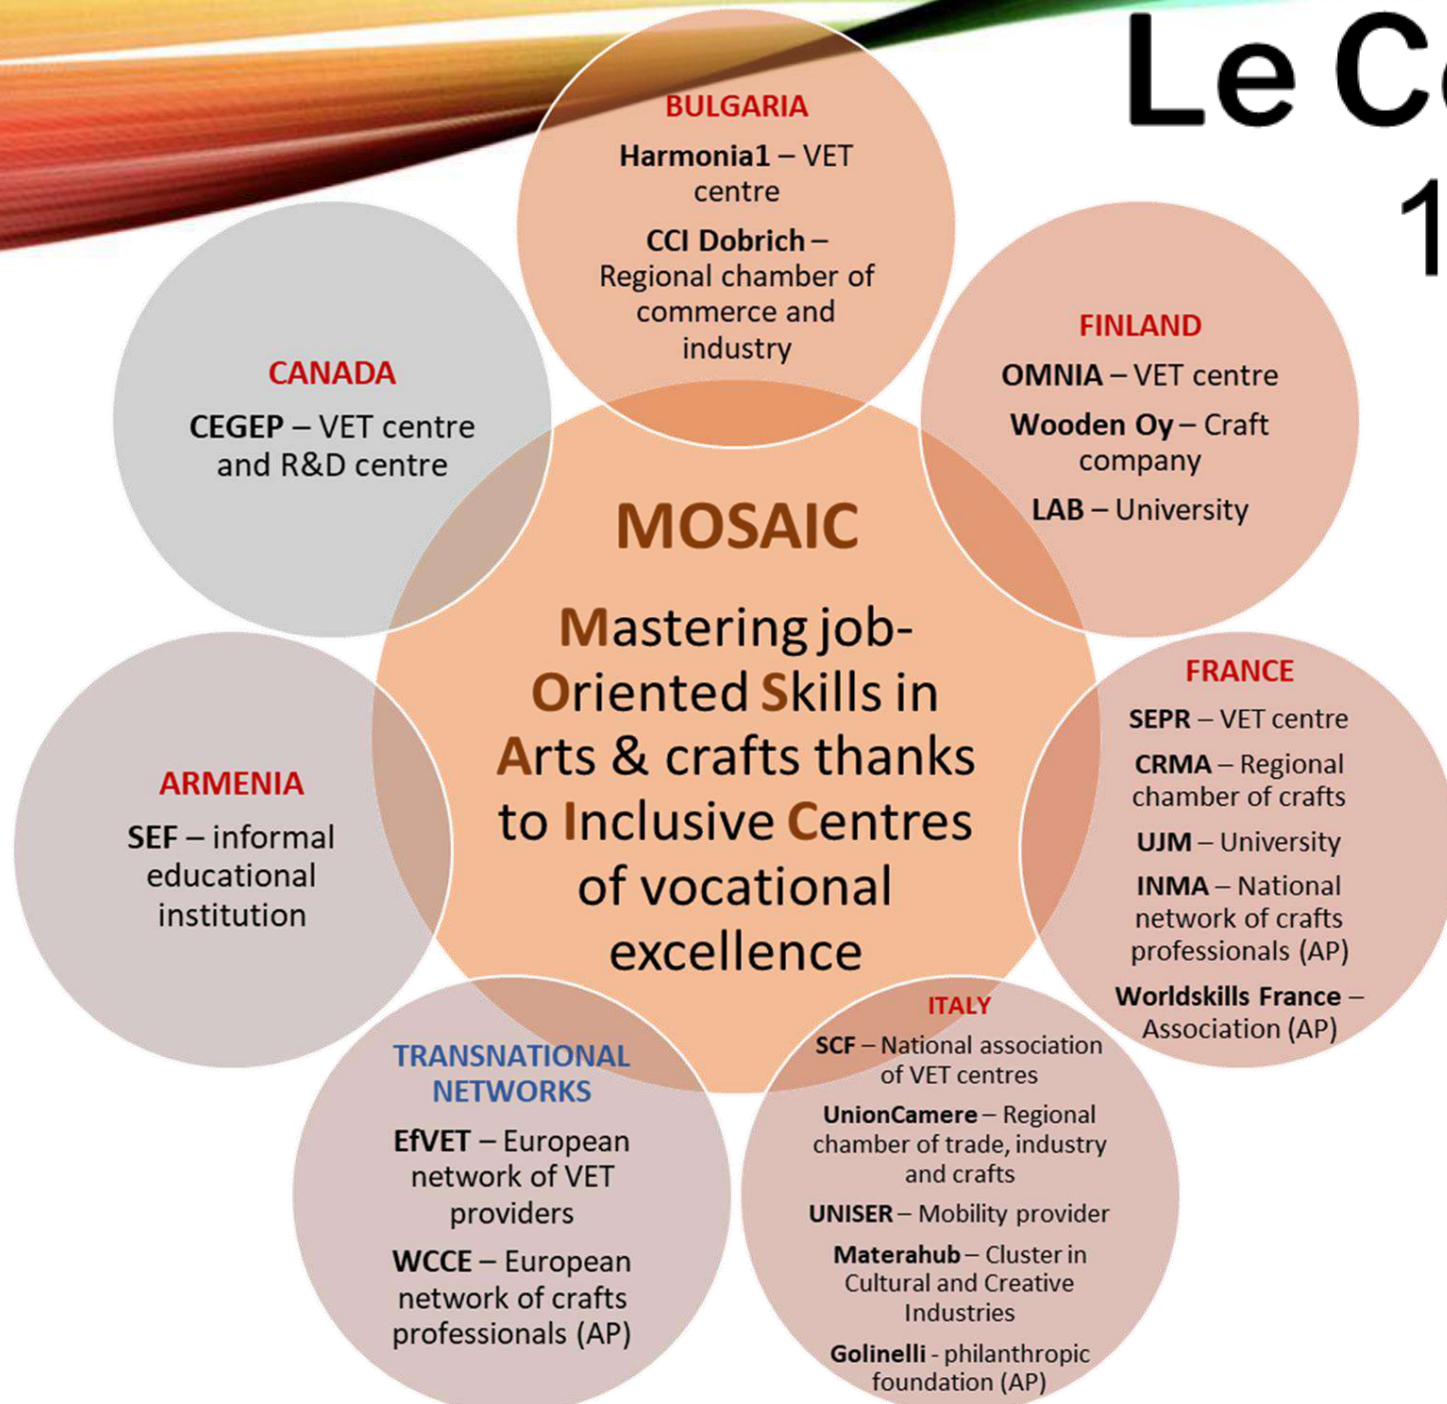 Le Co
1
BULGARIA
Harmonia1 – VET
centre
CCI Dobrich –
Regional chamber of
commerce and
industry
FINLAND
OMNIA – VET centre
Wooden Oy – Craft
company
LAB – University
CANADA
CEGEP – VET centre
and R&D centre
MOSAIC
Mastering job-
Oriented Skills in
Arts & crafts thanks
to Inclusive Centres
of vocational
excellence
FRANCE
SEPR – VET centre
CRMA – Regional
chamber of crafts
UJM – University
INMA – National
network of crafts
professionals (AP)
Worldskills France –
Association (AP)
ARMENIA
SEF – informal
educational
institution
TRANSNATIONAL
NETWORKS
EfVET – European
network of VET
providers
WCCE – European
network of crafts
professionals (AP)
ITALY
SCF – National association
of VET centres
UnionCamere – Regional
chamber of trade, industry
and crafts
UNISER – Mobility provider
Materahub – Cluster in
Cultural and Creative
Industries
Golinelli - philanthropic
foundation (AP)